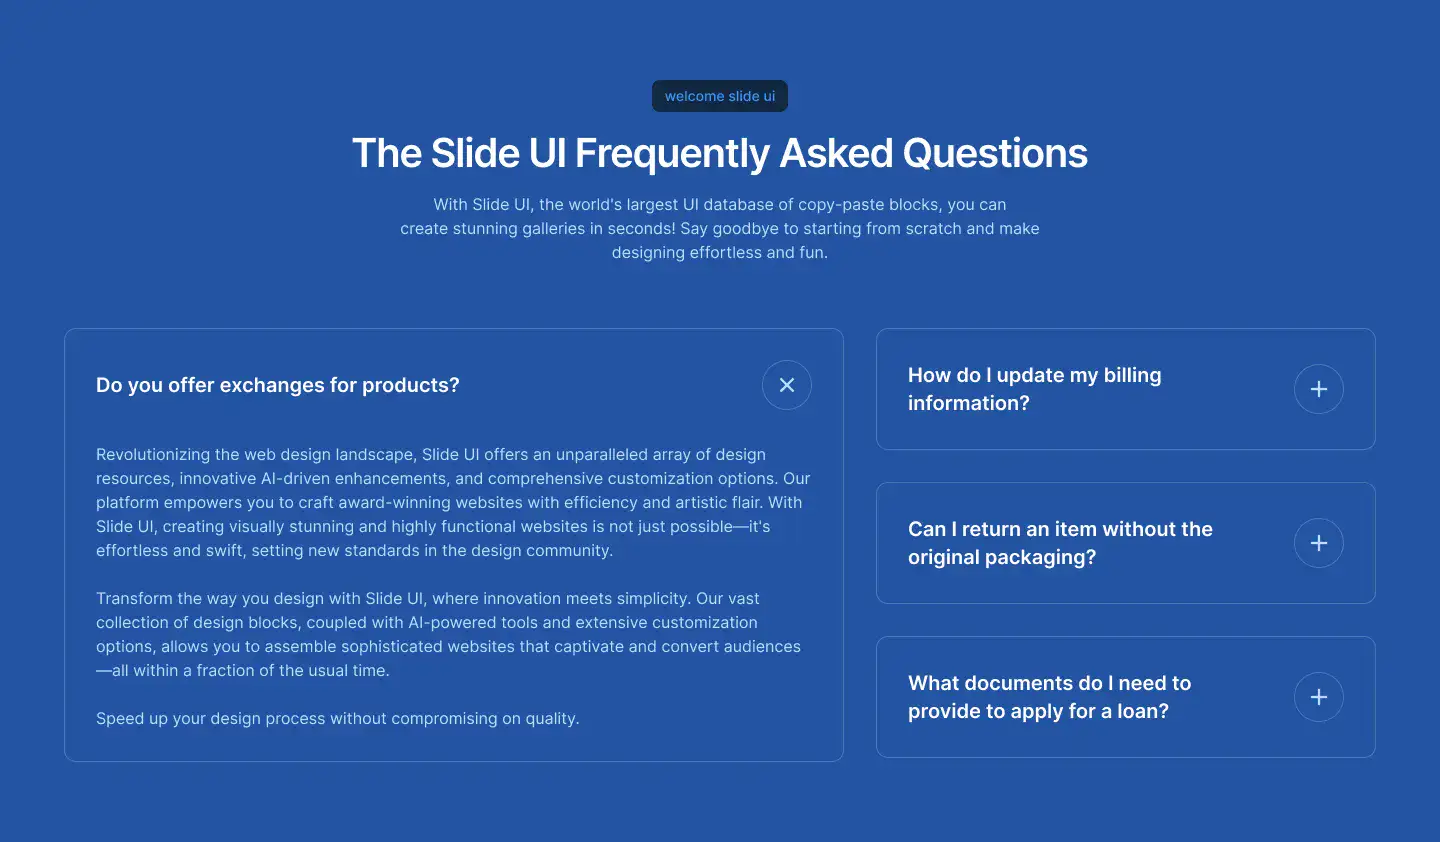 welcome slide ui
The Slide UI Frequently Asked Questions
With Slide UI, the world's largest UI database of copy-paste blocks, you can
create stunning galleries in seconds! Say goodbye to starting from scratch and make
designing effortless and fun.
Do you offer exchanges for products?
Revolutionizing the web design landscape, Slide UI offers an unparalleled array of design
resources, innovative AI-driven enhancements, and comprehensive customization options. Our
platform empowers you to craft award-winning websites with efficiency and artistic flair. With
Slide UI, creating visually stunning and highly functional websites is not just possible—it's
effortless and swift, setting new standards in the design community.
Transform the way you design with Slide UI, where innovation meets simplicity. Our vast
collection of design blocks, coupled with AI-powered tools and extensive customization
options, allows you to assemble sophisticated websites that captivate and convert audiences
—all within a fraction of the usual time.
Speed up your design process without compromising on quality.
How do I update my billing
information?
Can I return an item without the
original packaging?
What documents do I need to
provide to apply for a loan?